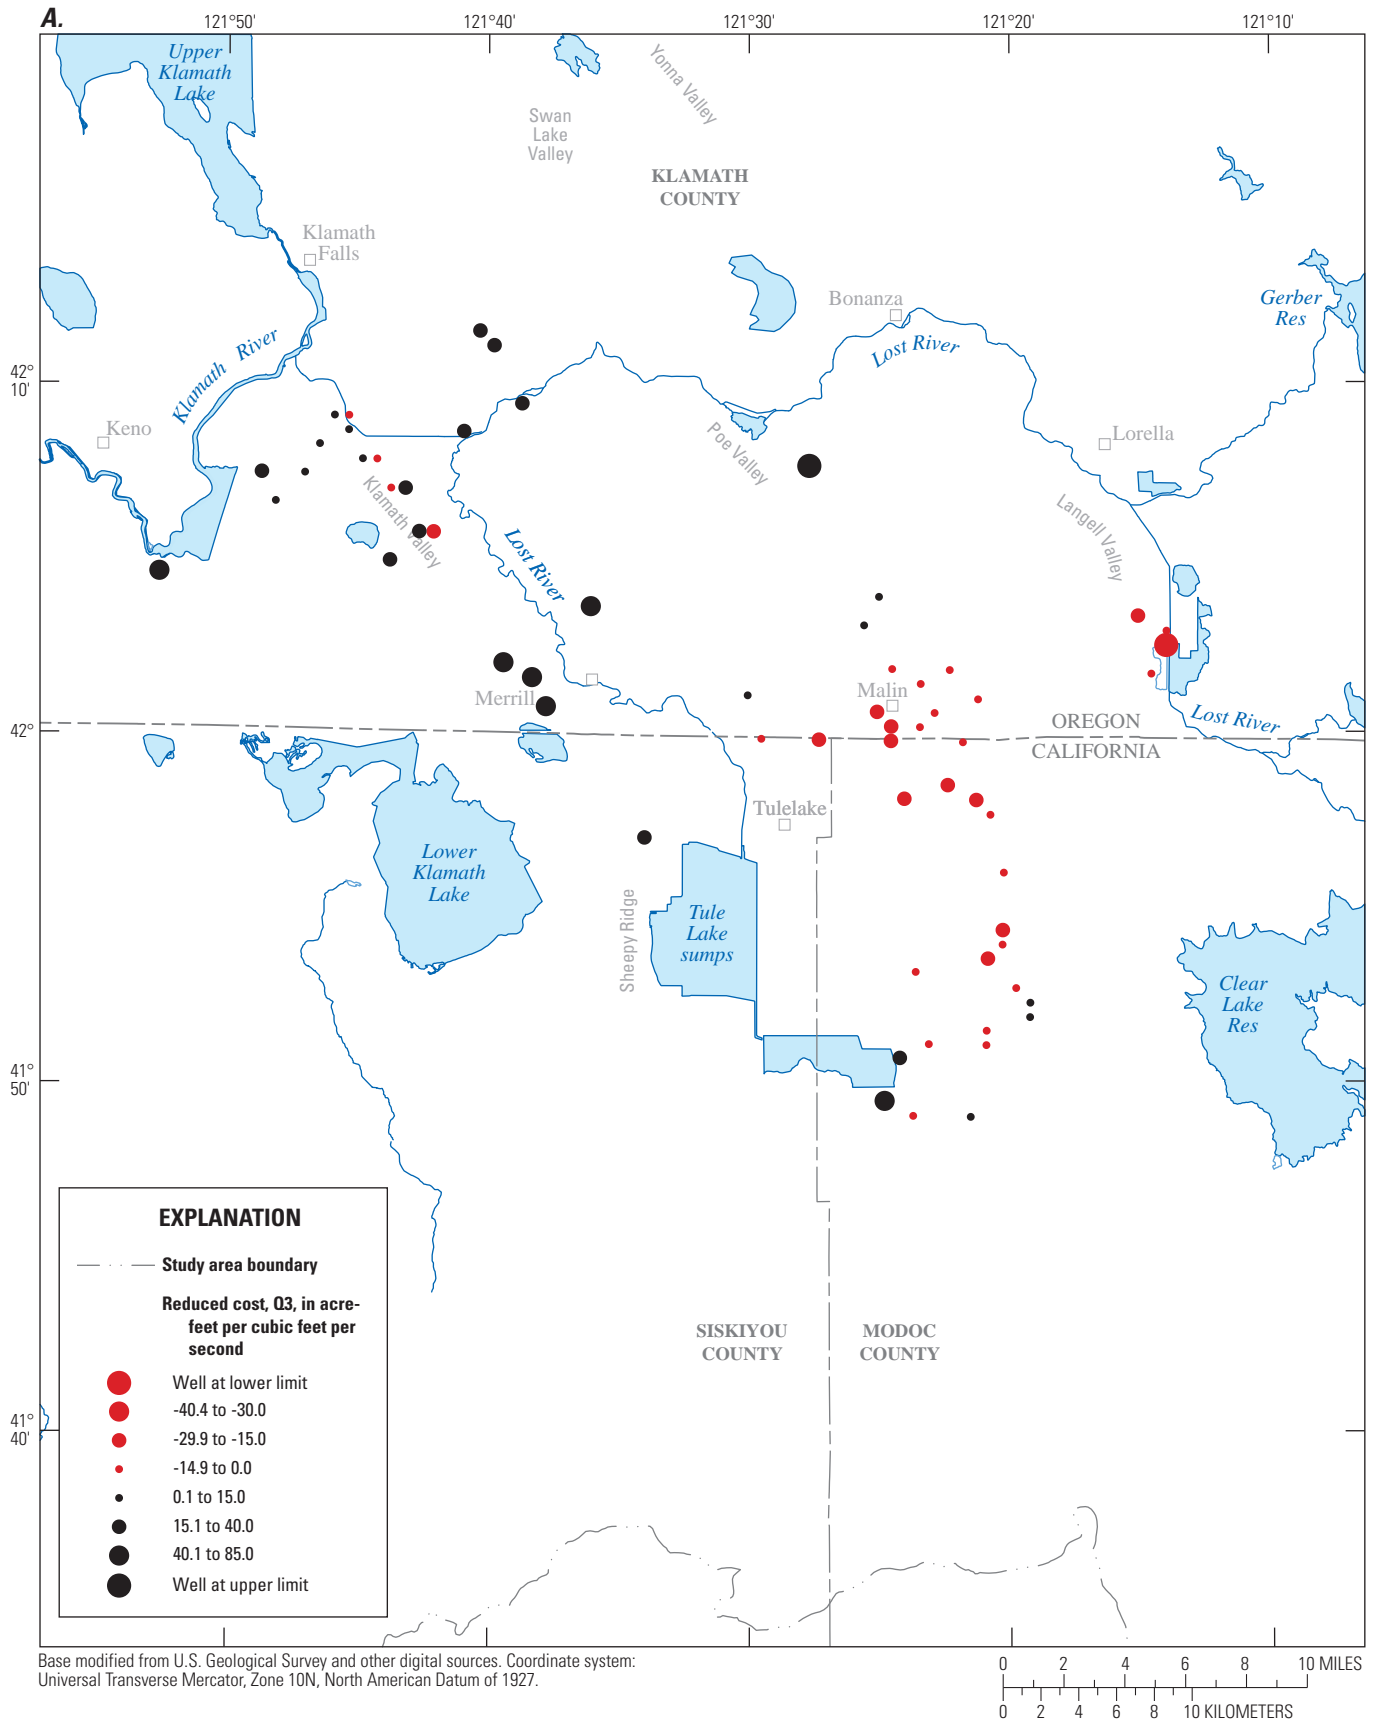 A.
121°50'
121°40'
121°30'
121°20'
121°10'
Upper
Klamath
Lake
Yonna Valley
Swan
Lake
Valley
KLAMATH
COUNTY
Klamath
Falls
Bonanza
Gerber
Res
Klamath River
Lost River
42°
10'
Keno
Poe Valley
Lorella
Klamath Valley
Langell Valley
Lost River
Merrill
Malin
Lost River
42°
OREGON
CALIFORNIA
Tulelake
Lower
Klamath
Lake
Sheepy Ridge
Tule
Lake
sumps
Clear
Lake
Res
41°
50'
EXPLANATION
Study area boundary
Reduced cost, Q3, in acre-
feet per cubic feet per
second
Well at lower limit
-40.4 to -30.0
-29.9 to -15.0
-14.9 to 0.0
0.1 to 15.0
15.1 to 40.0
40.1 to 85.0
Well at upper limit
SISKIYOU
COUNTY
MODOC
COUNTY
41°
40'
Base modified from U.S. Geological Survey and other digital sources. Coordinate system:
Universal Transverse Mercator, Zone 10N, North American Datum of 1927.
0 2 4 6 8 10 MILES
0 2 4 6 8 10 KILOMETERS